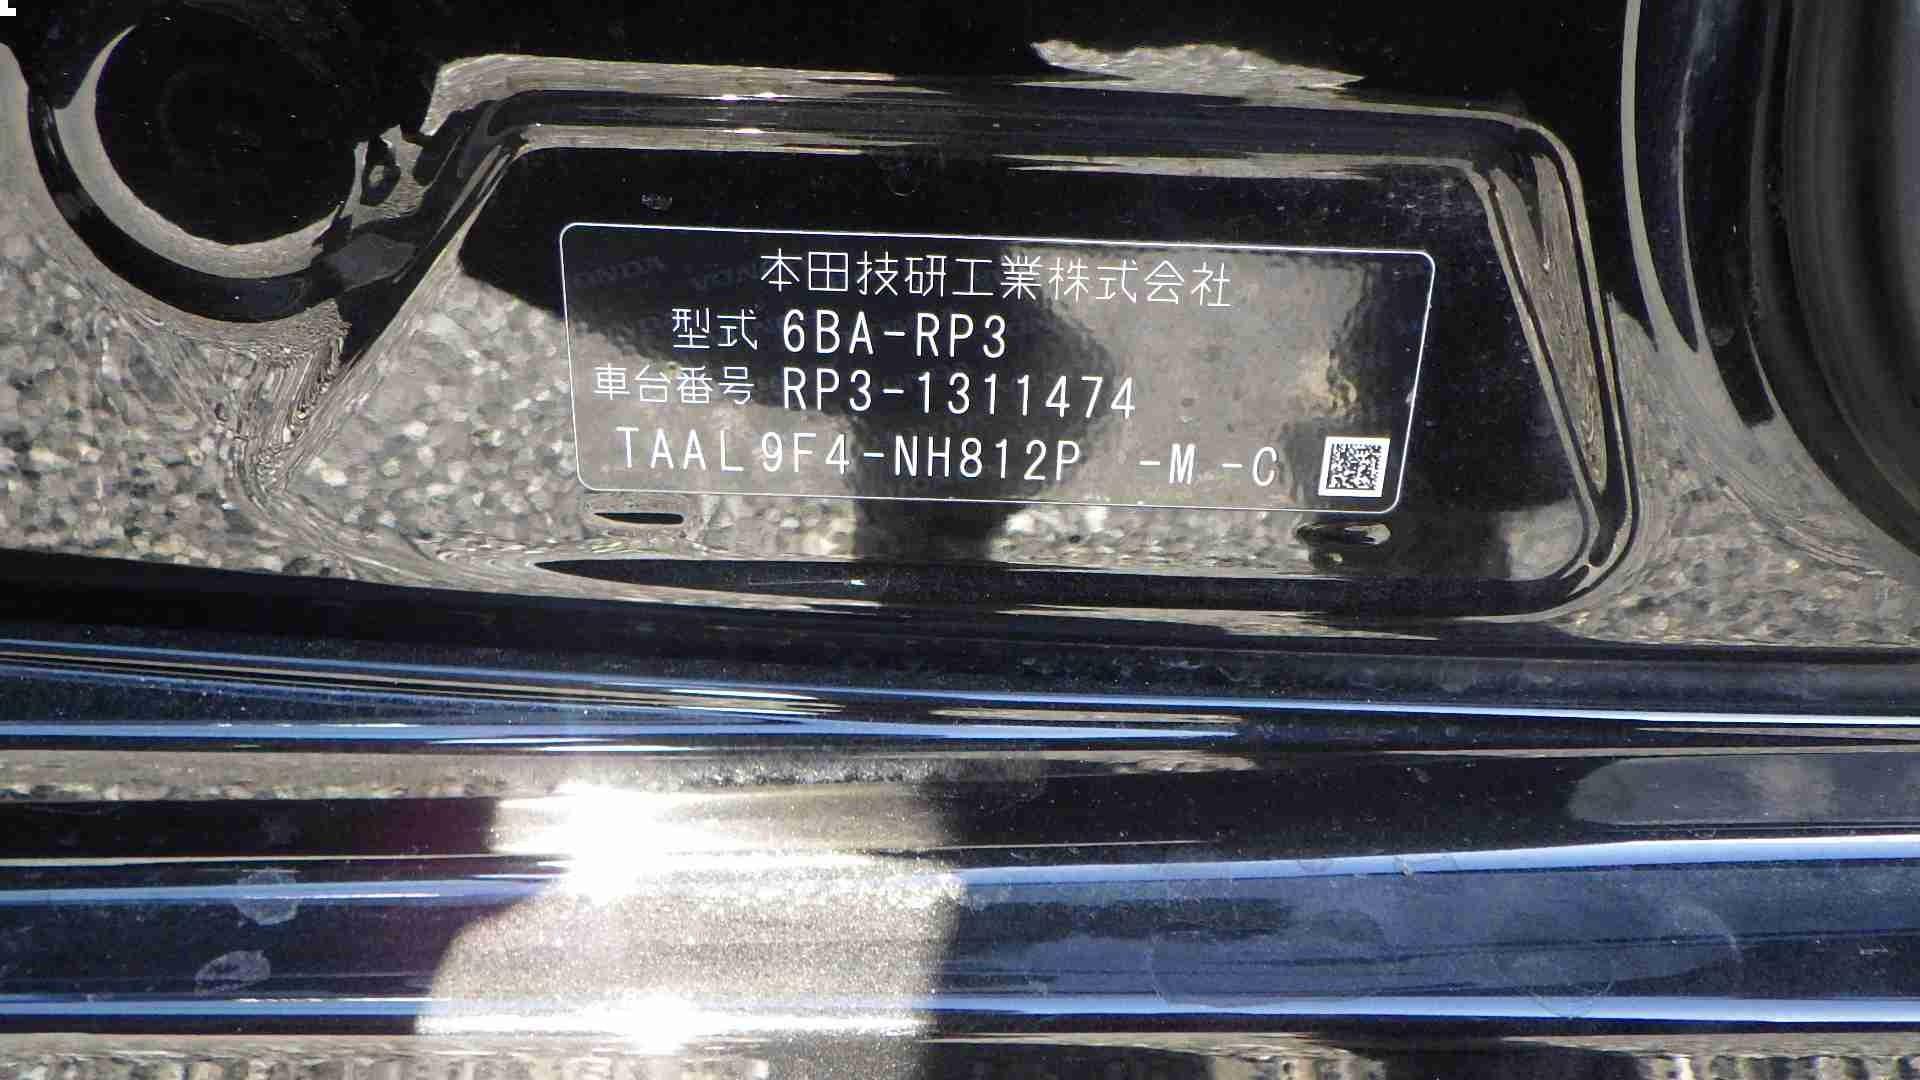 本田技研工業株式会社
型式 6BA-RP3
車台番号 RP3-1311474
TAAL9F4-NH812P -M -C